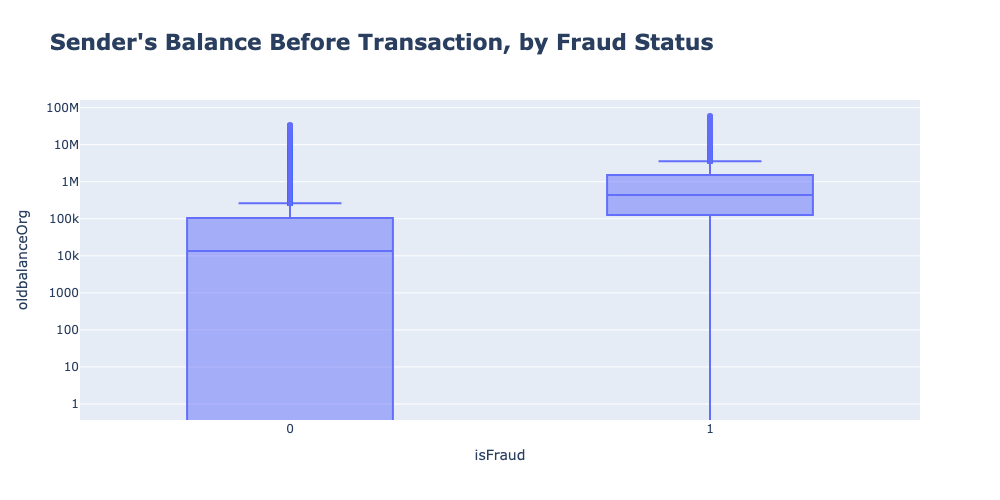 Sender's Balance Before Transaction, by Fraud Status
100M
10M
1M
100k
10k
1000
100
10
1
oldbalanceOrg
0
1
isFraud